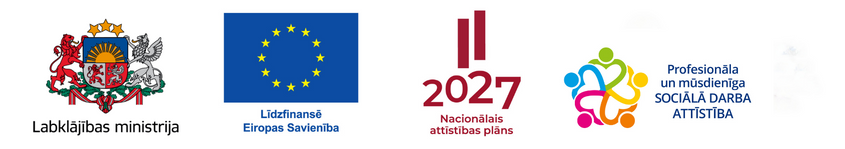 Labklājības ministrija
Līdzfinansē
Eiropas Savienība
2027
Nacionālais
attīstības plāns
Profesionāla
un mūsdienīga
SOCIĀLĀ DARBA
ATTĪSTĪBA